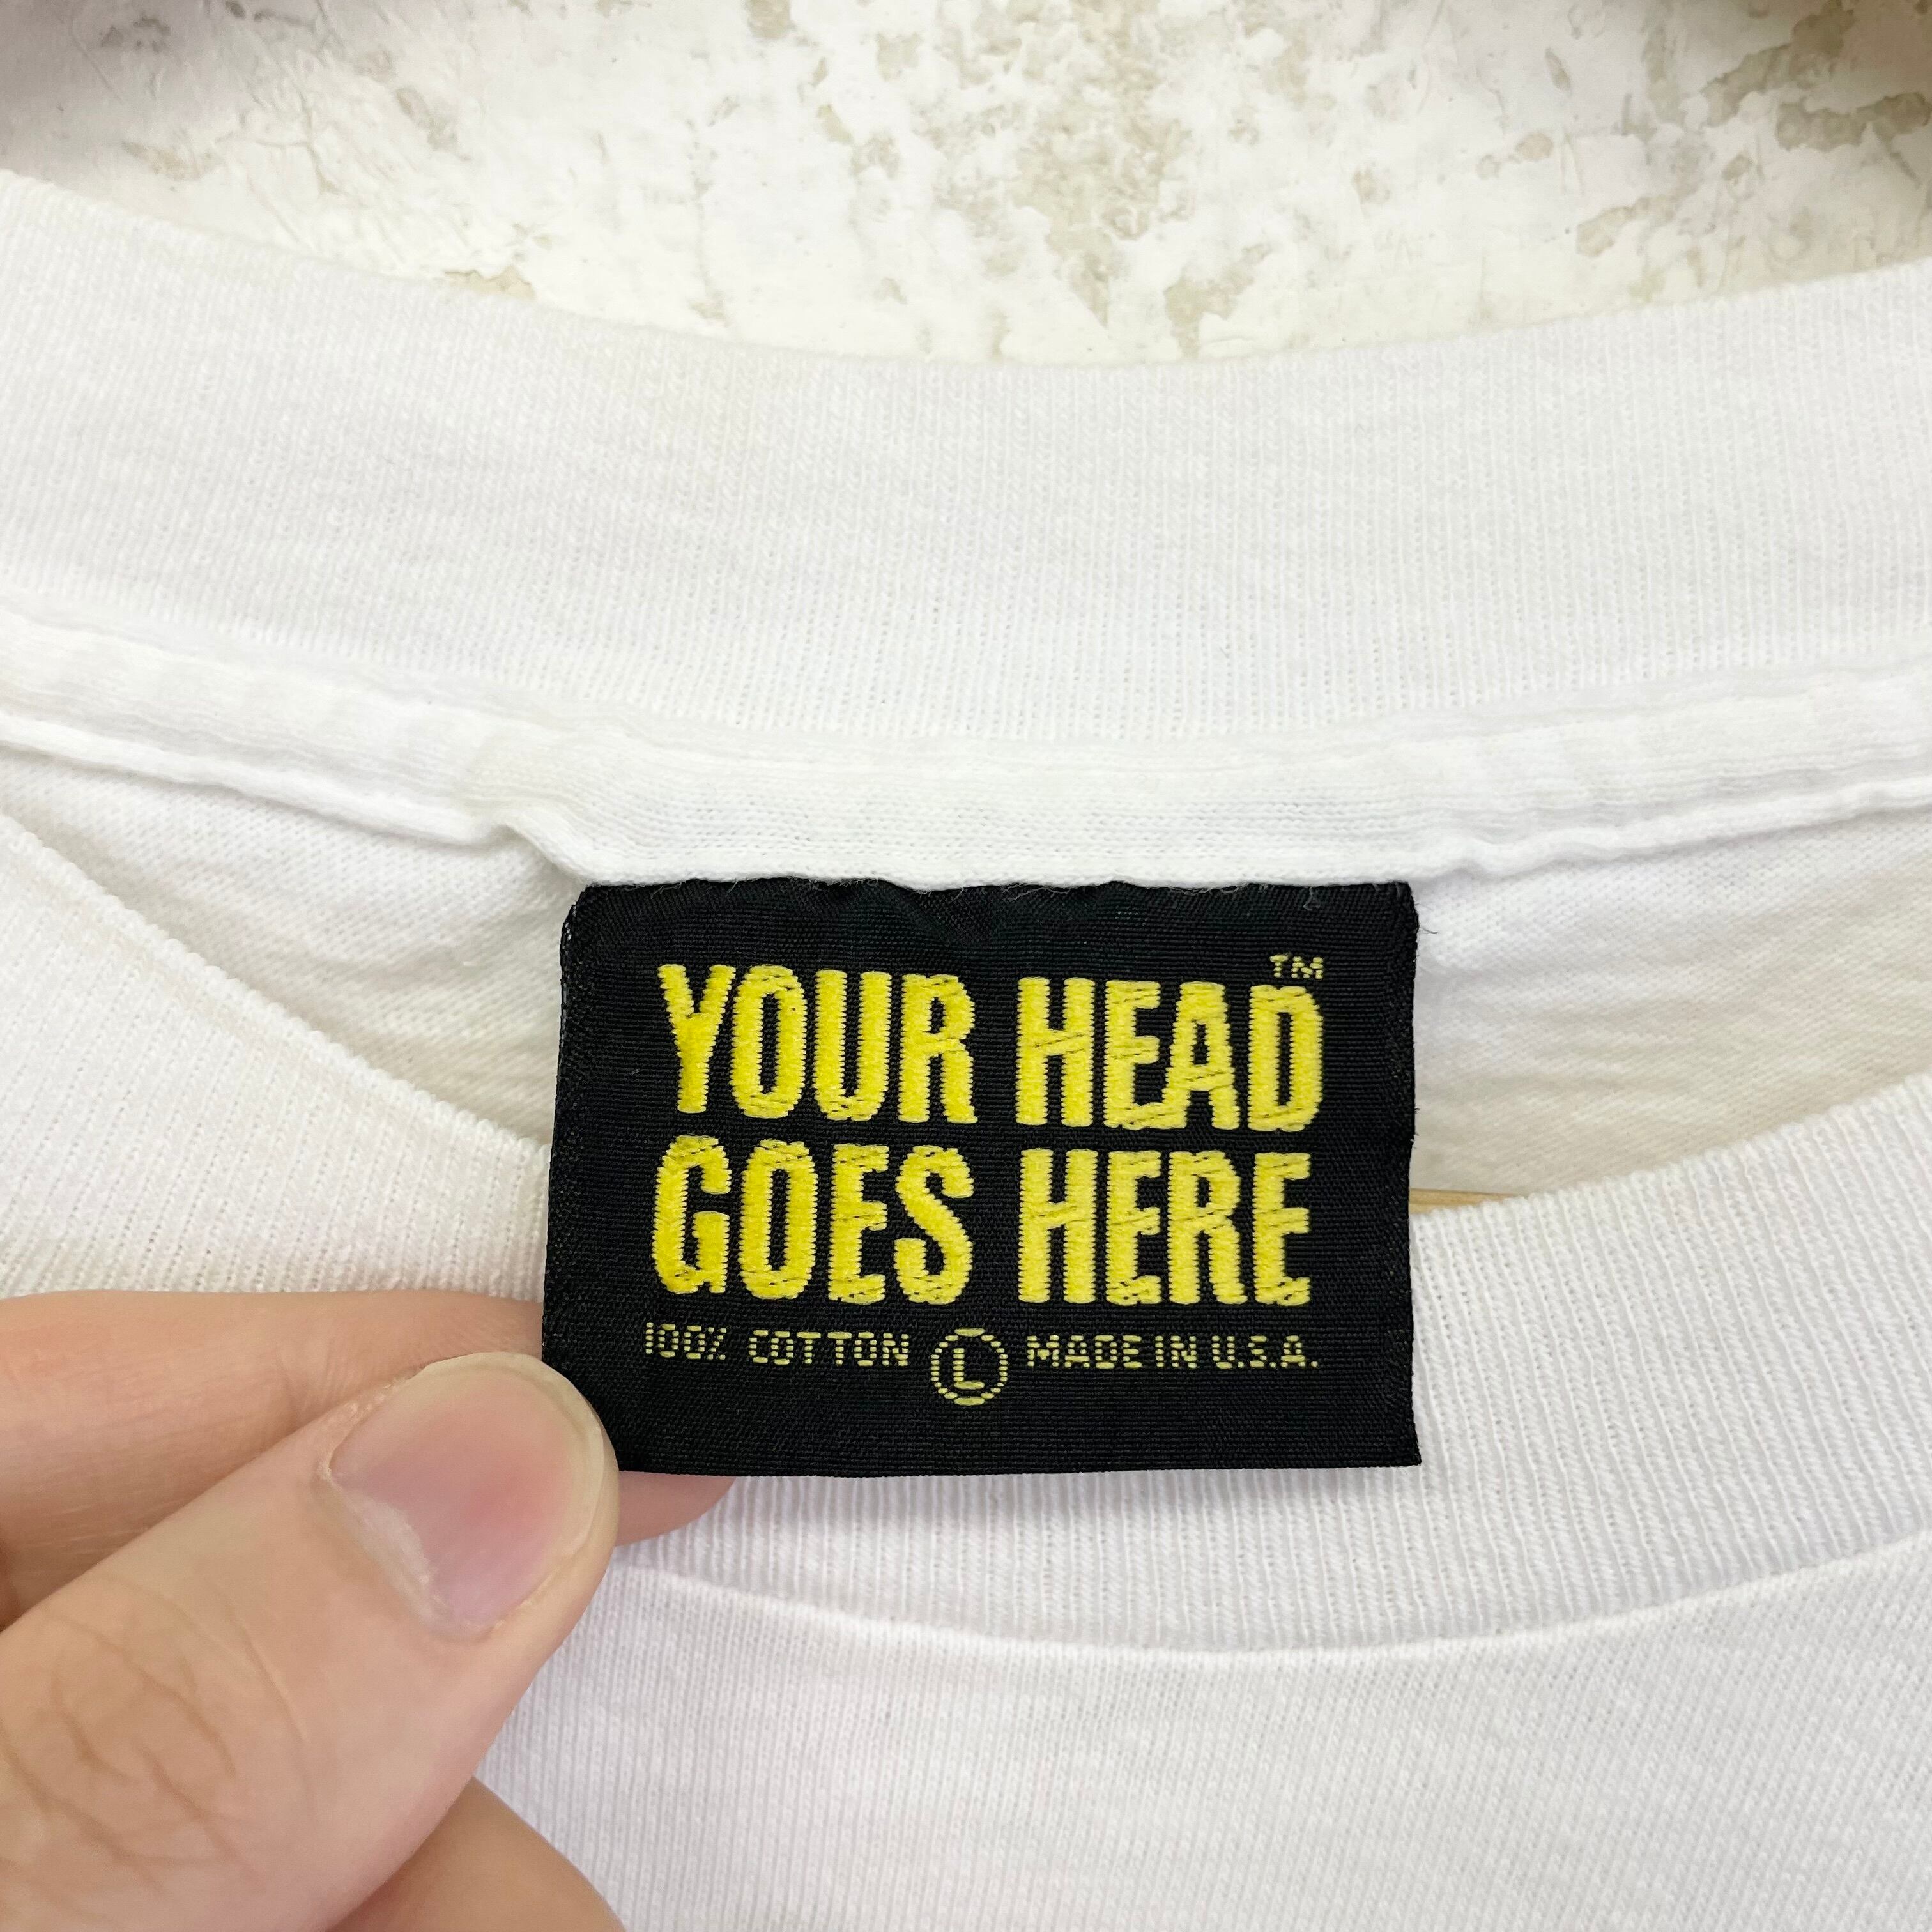 YOUR HEAD™
GOES HERE
100% COTTON Ⓛ MADE IN U.S.A.